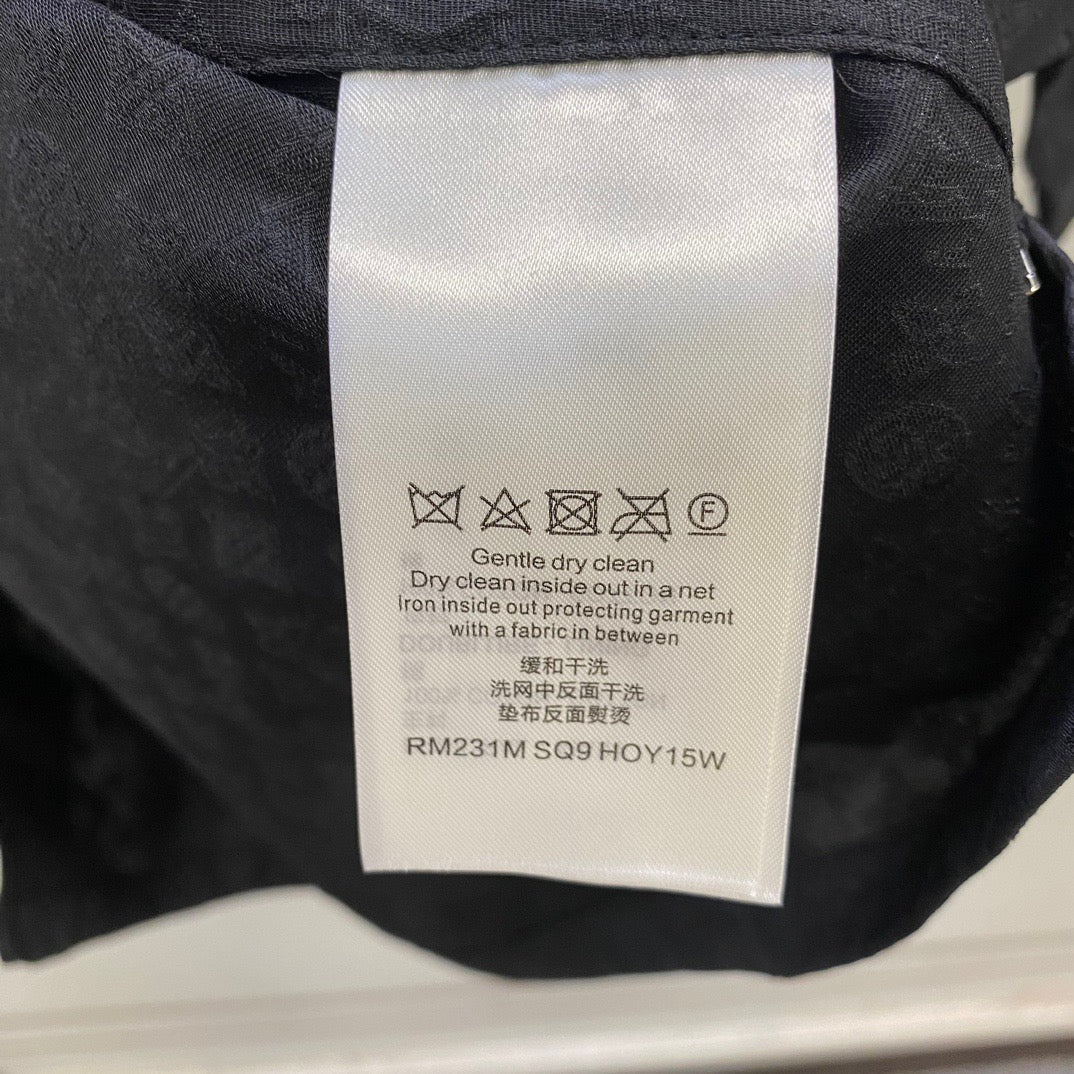 F
Gentle dry clean
Dry clean inside out in a net
Iron inside out protecting garment
with a fabric in between
缓和干洗
洗网中反面干洗
垫布反面熨烫
RM231M SQ9 HOY15W